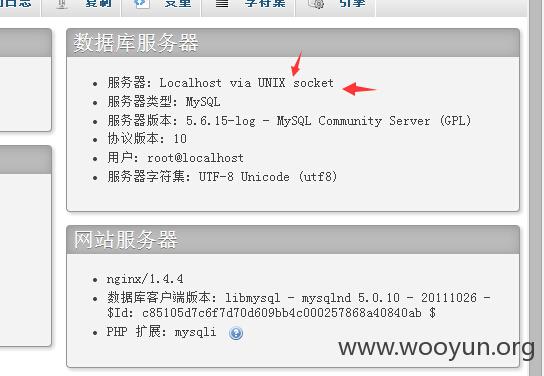 日志
复制
变量
字符集
引擎
数据库服务器
服务器: Localhost via UNIX socket
服务器类型: MySQL
服务器版本: 5.6.15-log - MySQL Community Server (GPL)
协议版本: 10
用户: root@localhost
服务器字符集: UTF-8 Unicode (utf8)
网站服务器
nginx/1.4.4
数据库客户端版本: libmysql - mysqlnd 5.0.10 - 20111026 -
$Id: c85105d7c6f7d70d609bb4c000257868a40840ab $
PHP 扩展: mysqli
www.wooyun.org